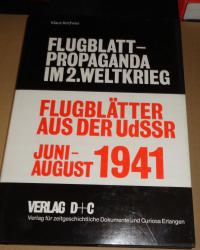 Klaus Kirchner
FLUGBLATT-
PROPAGANDA
IM 2.WELTKRIEG
FLUGBLÄTTER
AUS DER UdSSR
JUNI-
AUGUST 1941
VERLAG D+C
Verlag für zeitgeschichtliche Dokumente und Curiosa Erlangen